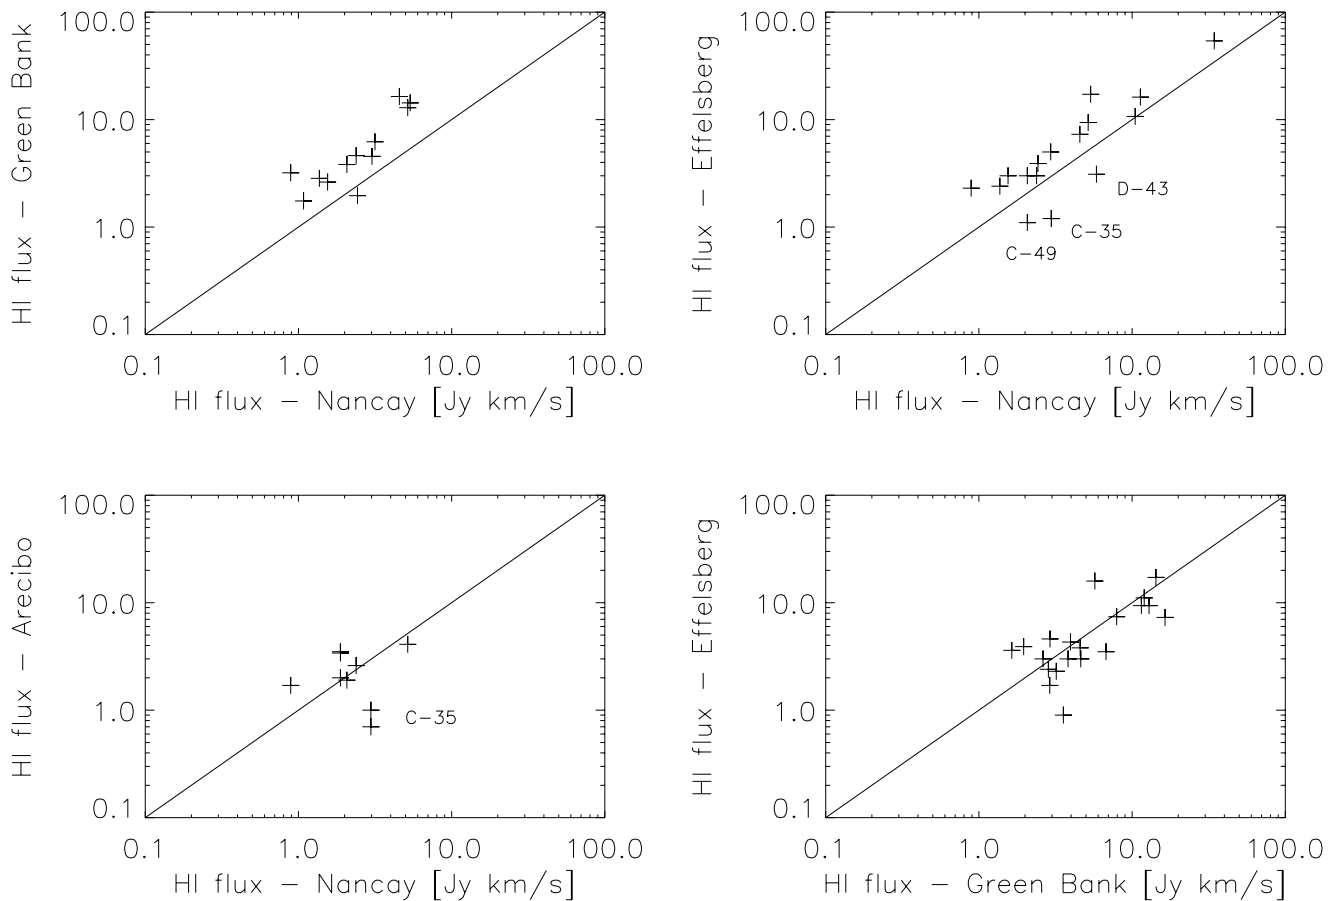 HI flux – Green Bank
100.0
10.0
1.0
0.1
0.1 1.0 10.0 100.0
HI flux – Nancay [Jy km/s]
HI flux – Effelsberg
100.0
10.0
1.0
0.1
D–43
C–35
C–49
0.1 1.0 10.0 100.0
HI flux – Nancay [Jy km/s]
HI flux – Arecibo
100.0
10.0
1.0
0.1
C–35
0.1 1.0 10.0 100.0
HI flux – Nancay [Jy km/s]
HI flux – Effelsberg
100.0
10.0
1.0
0.1
0.1 1.0 10.0 100.0
HI flux – Green Bank [Jy km/s]